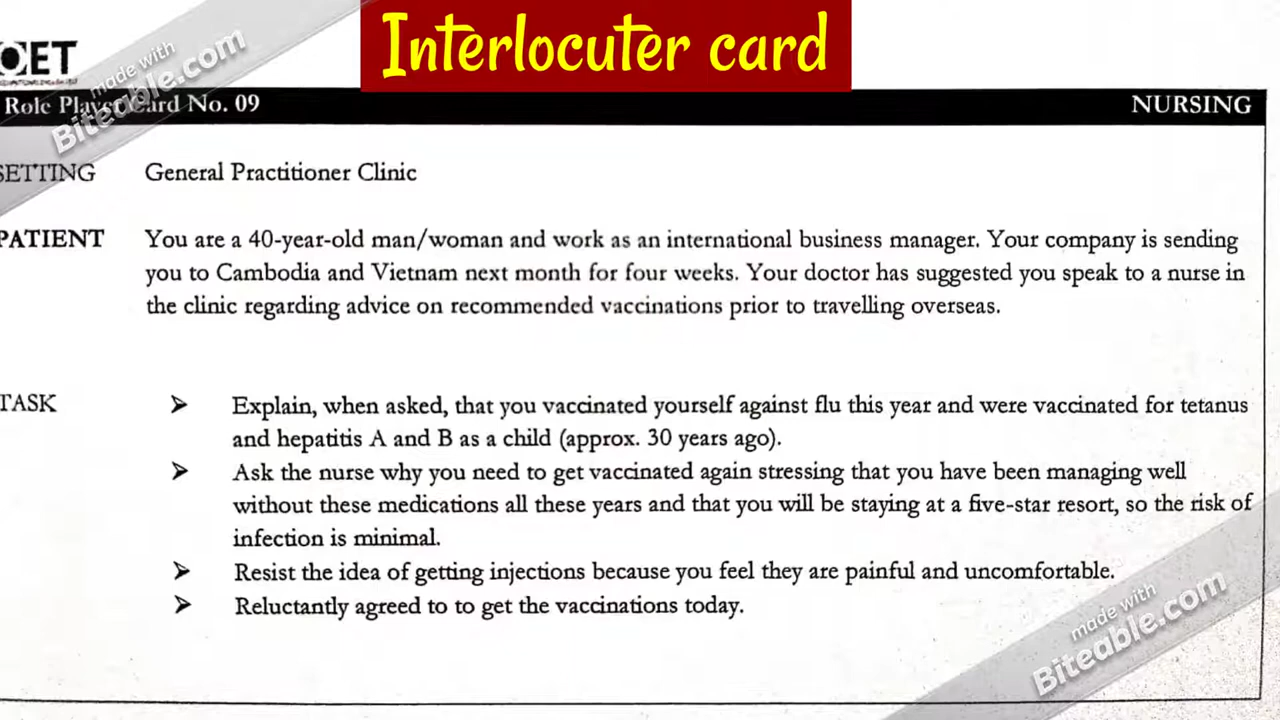 Interlocuter card
OET
made with
Biteable.com
Role Player Card No. 09 NURSING
SETTING General Practitioner Clinic
PATIENT You are a 40-year-old man/woman and work as an international business manager. Your company is sending
you to Cambodia and Vietnam next month for four weeks. Your doctor has suggested you speak to a nurse in
the clinic regarding advice on recommended vaccinations prior to travelling overseas.
TASK ➤ Explain, when asked, that you vaccinated yourself against flu this year and were vaccinated for tetanus
and hepatitis A and B as a child (approx. 30 years ago).
➤ Ask the nurse why you need to get vaccinated again stressing that you have been managing well
without these medications all these years and that you will be staying at a five-star resort, so the risk of
infection is minimal.
➤ Resist the idea of getting injections because you feel they are painful and uncomfortable.
➤ Reluctantly agreed to to get the vaccinations today.
made with
Biteable.com